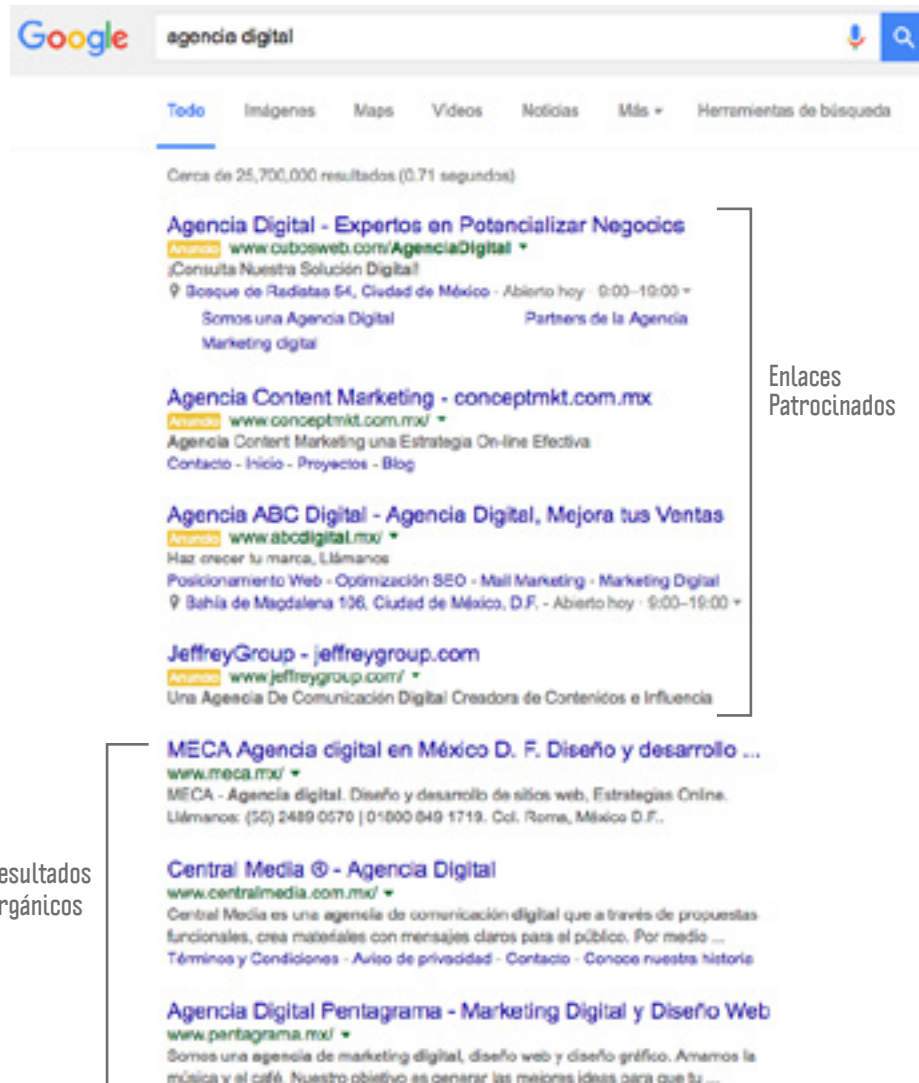 Google
agencia digital
Todo Imágenes Maps Videos Noticias Más Herramientas de búsqueda
Cerca de 25,700,000 resultados (0.71 segundos)
Agencia Digital - Expertos en Potencializar Negocios
Anuncio www.cubosweb.com/AgenciaDigital
¡Consulta Nuestra Solución Digital!
Bosque de Radiatas 54, Ciudad de México - Abierto hoy · 9:00–19:00
Somos una Agencia Digital Partners de la Agencia
Marketing digital
Agencia Content Marketing - conceptmkt.com.mx
Anuncio www.conceptmkt.com.mx/
Agencia Content Marketing una Estrategia On-line Efectiva
Contacto - Inicio - Proyectos - Blog
Enlaces
Patrocinados
Agencia ABC Digital - Agencia Digital, Mejora tus Ventas
Anuncio www.abcdigital.mx/
Haz crecer tu marca, Llámanos
Posicionamiento Web - Optimización SEO - Mail Marketing - Marketing Digital
Bahía de Magdalena 106, Ciudad de México, D.F. - Abierto hoy · 9:00–19:00
JeffreyGroup - jeffreygroup.com
Anuncio www.jeffreygroup.com/
Una Agencia De Comunicación Digital Creadora de Contenidos e Influencia
esultados
rgánicos
MECA Agencia digital en México D. F. Diseño y desarrollo ...
www.meca.mx/
MECA - Agencia digital. Diseño y desarrollo de sitios web, Estrategias Online.
Llámanos: (55) 2489 0570 | 01800 849 1719. Col. Roma, México D.F..
Central Media ® - Agencia Digital
www.centralmedia.com.mx/
Central Media es una agencia de comunicación digital que a través de propuestas
funcionales, crea materiales con mensajes claros para el público. Por medio ...
Términos y Condiciones - Aviso de privacidad - Contacto - Conoce nuestra historia
Agencia Digital Pentagrama - Marketing Digital y Diseño Web
www.pentagrama.mx/
Somos una agencia de marketing digital, diseño web y diseño gráfico. Amamos la
música y el café. Nuestro objetivo es generar las mejores ideas para que tu ...